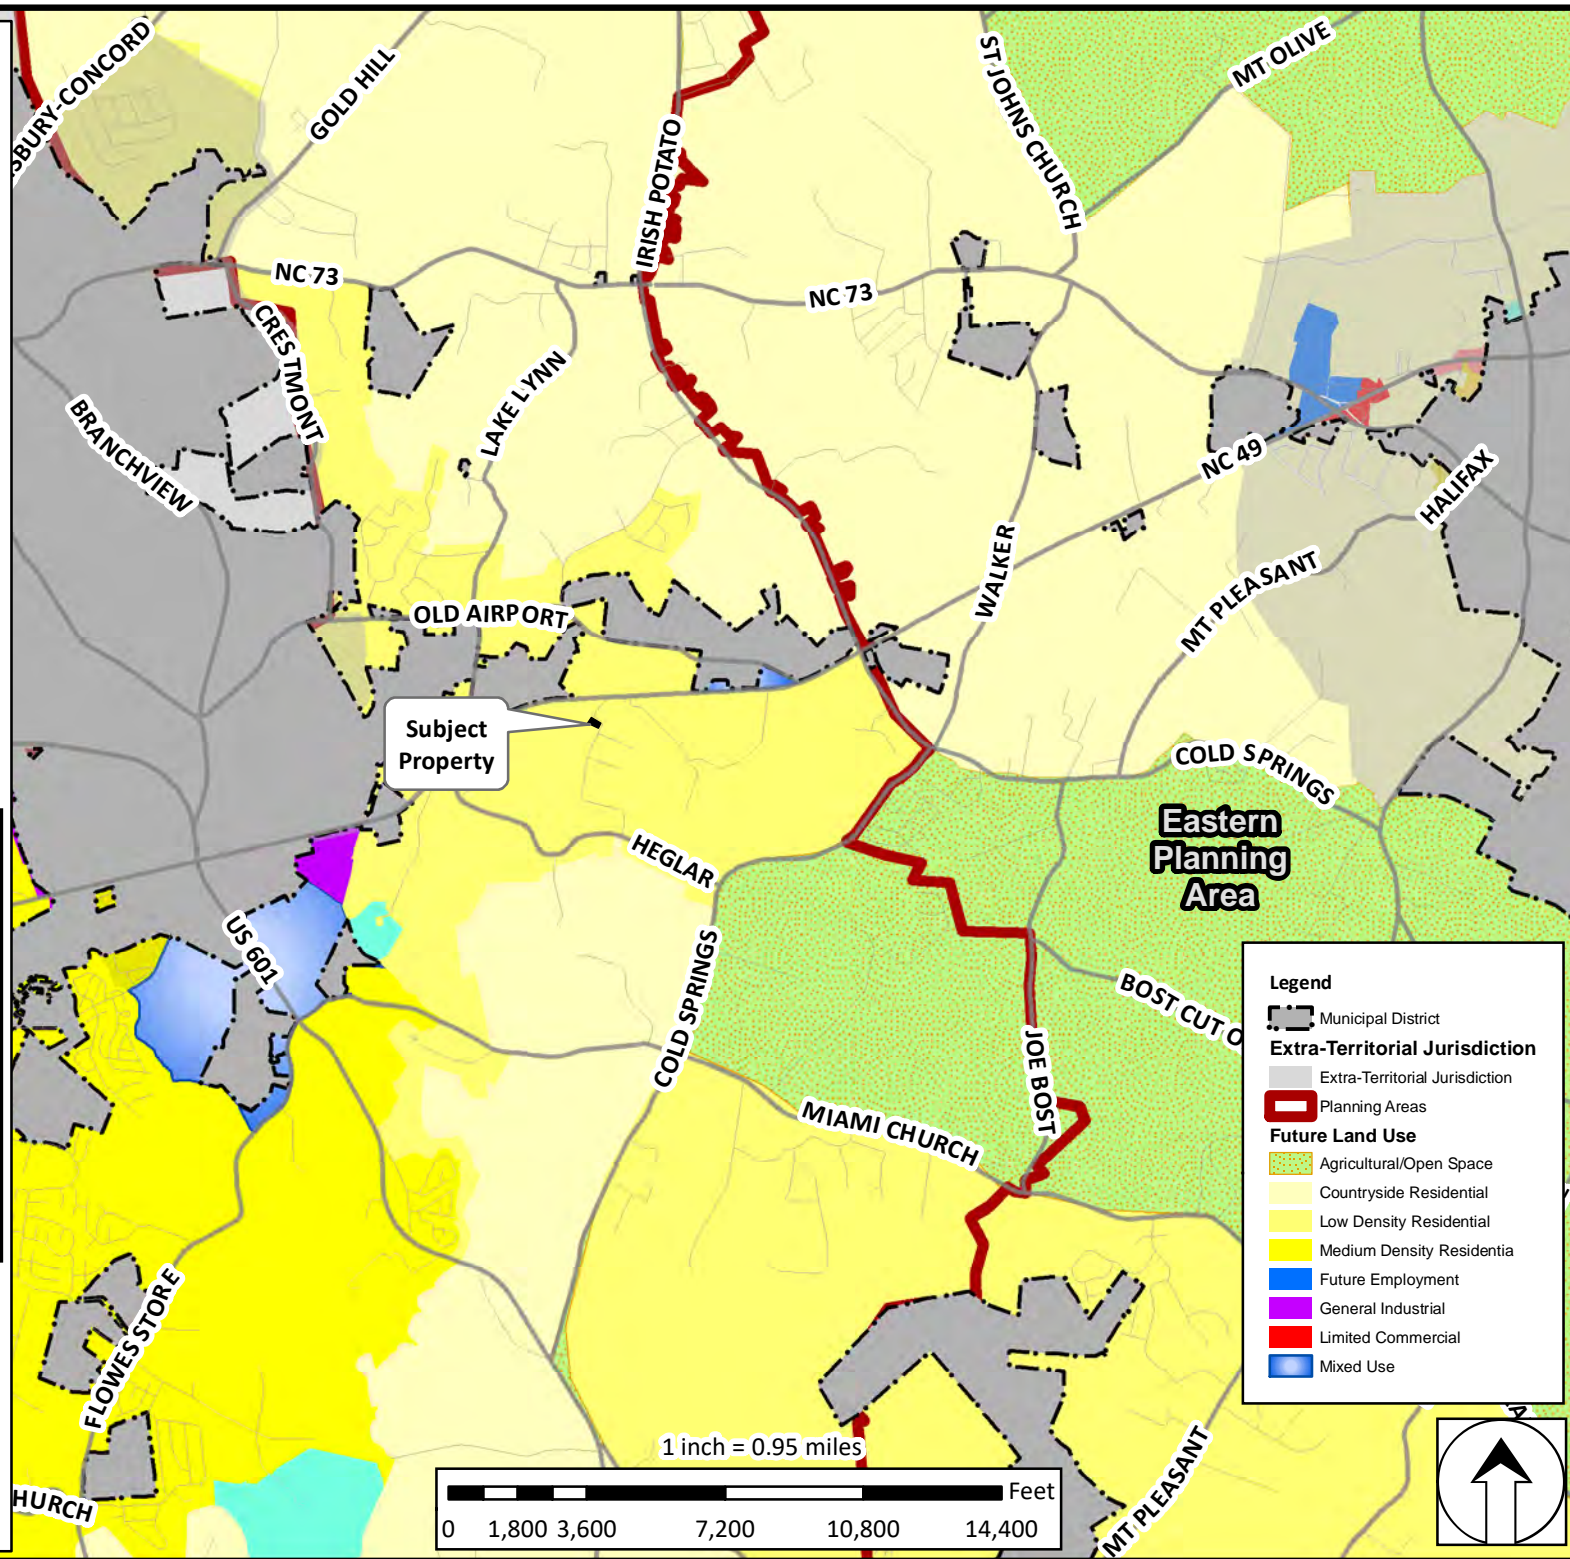 SBURY-CONCORD
GOLD HILL
IRISH POTATO
ST JOHNS CHURCH
MT OLIVE
NC 73
NC 73
CRESTMONT
LAKE LYNN
BRANCHVIEW
NC 49
HALIFAX
WALKER
MT PLEASANT
OLD AIRPORT
Subject
Property
COLD SPRINGS
Eastern
Planning
Area
HEGLAR
US 601
COLD SPRINGS
BOST CUT O
JOE BOST
MIAMI CHURCH
FLOWES STORE
HURCH
MT PLEASANT
Legend
Municipal District
Extra-Territorial Jurisdiction
Extra-Territorial Jurisdiction
Planning Areas
Future Land Use
Agricultural/Open Space
Countryside Residential
Low Density Residential
Medium Density Residentia
Future Employment
General Industrial
Limited Commercial
Mixed Use
1 inch = 0.95 miles
Feet
0 1,800 3,600 7,200 10,800 14,400